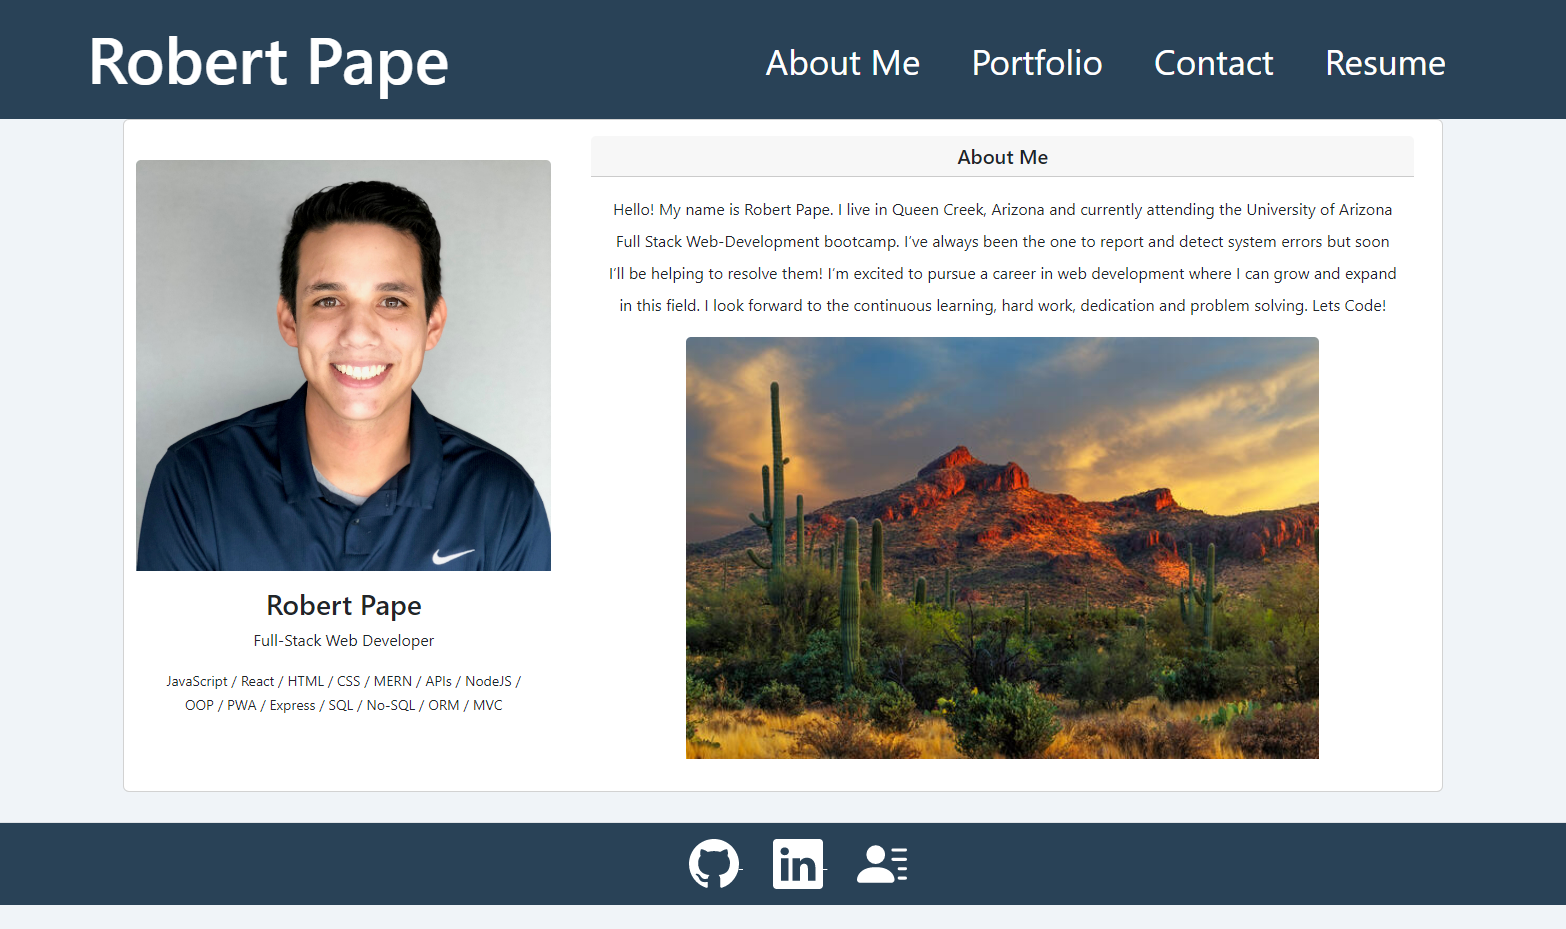 Robert Pape
About Me Portfolio Contact Resume
About Me
Hello! My name is Robert Pape. I live in Queen Creek, Arizona and currently attending the University of Arizona
Full Stack Web-Development bootcamp. I've always been the one to report and detect system errors but soon
I'll be helping to resolve them! I'm excited to pursue a career in web development where I can grow and expand
in this field. I look forward to the continuous learning, hard work, dedication and problem solving. Lets Code!
Robert Pape
Full-Stack Web Developer
JavaScript / React / HTML / CSS / MERN / APIs / NodeJS /
OOP / PWA / Express / SQL / No-SQL / ORM / MVC
in